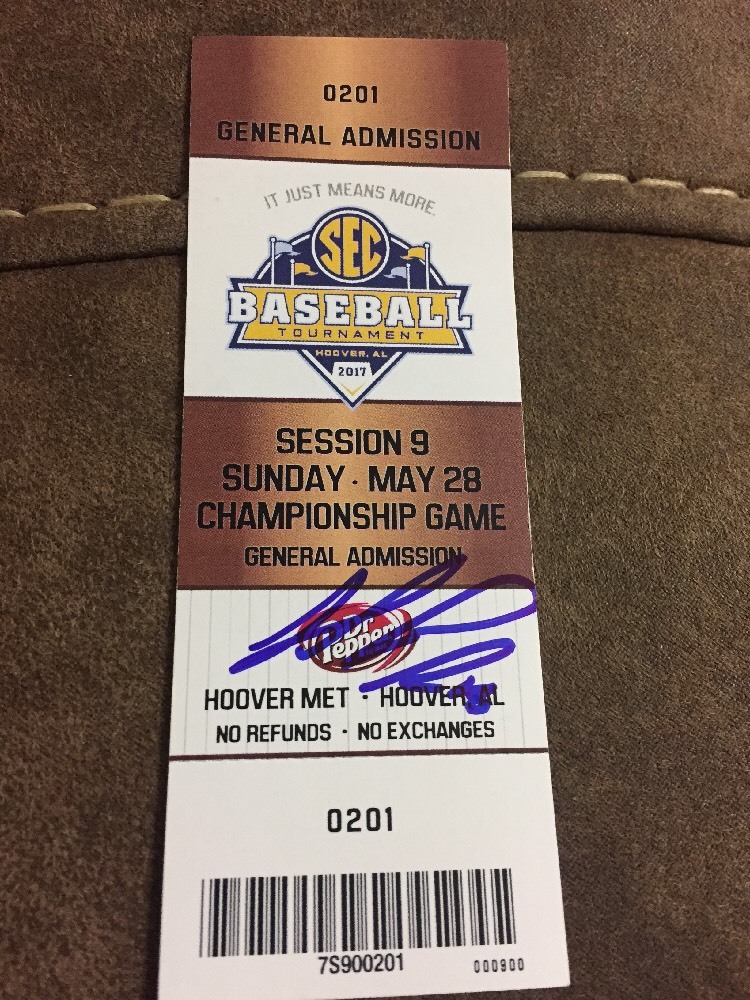 0201
GENERAL ADMISSION
IT JUST MEANS MORE.
SEC
BASEBALL
TOURNAMENT
HOOVER, AL
2017
SESSION 9
SUNDAY · MAY 28
CHAMPIONSHIP GAME
GENERAL ADMISSION
Dr
Pepper
HOOVER MET · HOOVER, AL
NO REFUNDS · NO EXCHANGES
0201
7S900201 000900